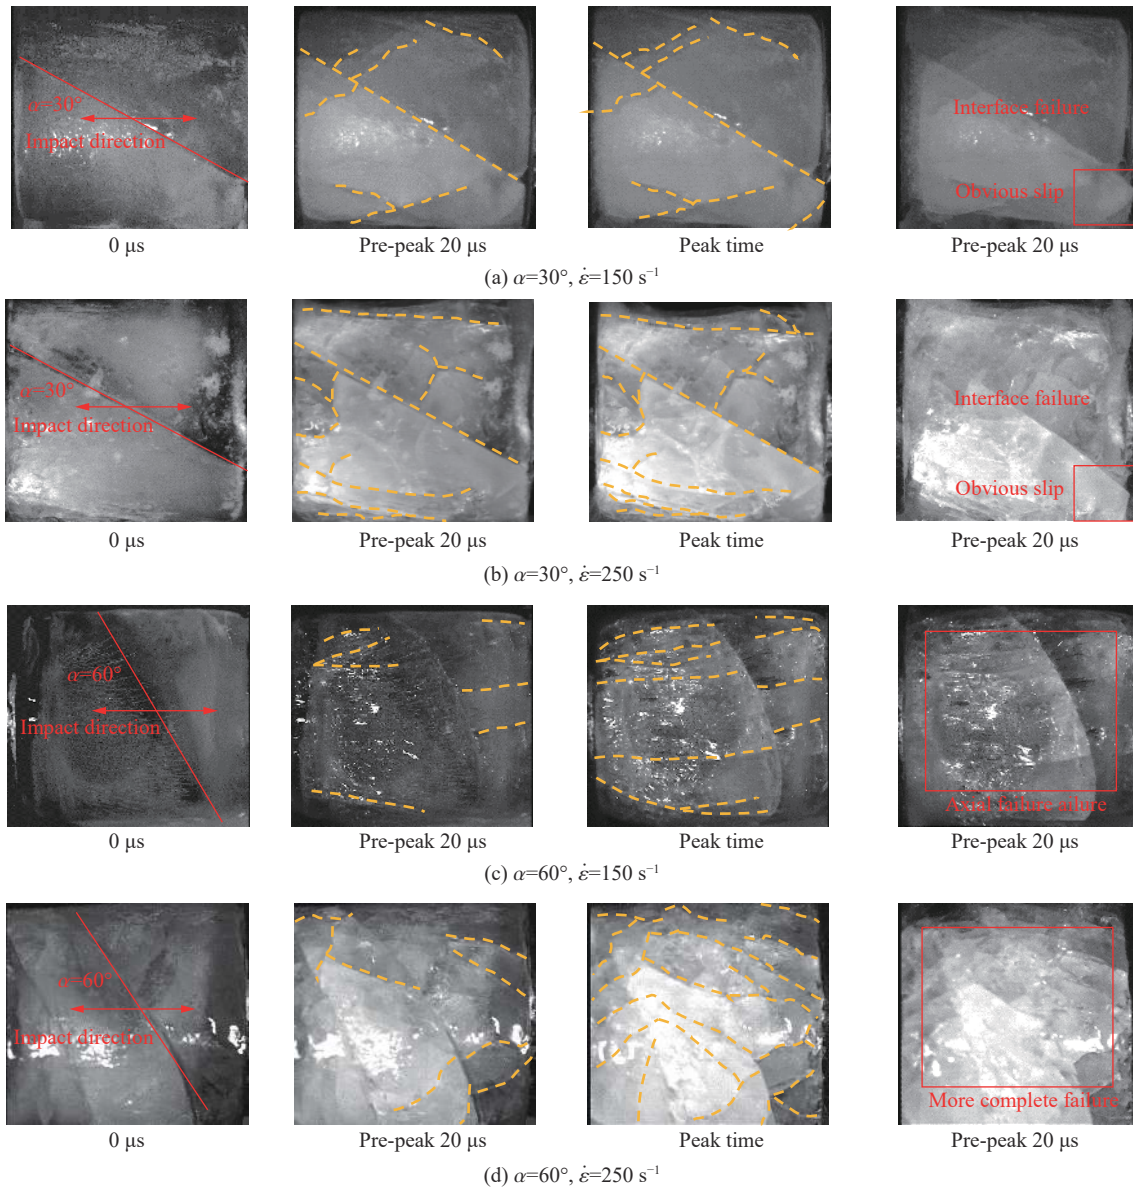 α=30°
Impact direction
Interface failure
Obvious slip
0 μs
Pre-peak 20 μs
Peak time
Pre-peak 20 μs
(a) α=30°, ε̇=150 s⁻¹
α=30°
Impact direction
Interface failure
Obvious slip
0 μs
Pre-peak 20 μs
Peak time
Pre-peak 20 μs
(b) α=30°, ε̇=250 s⁻¹
α=60°
Impact direction
Axial failure ailure
0 μs
Pre-peak 20 μs
Peak time
Pre-peak 20 μs
(c) α=60°, ε̇=150 s⁻¹
α=60°
Impact direction
More complete failure
0 μs
Pre-peak 20 μs
Peak time
Pre-peak 20 μs
(d) α=60°, ε̇=250 s⁻¹